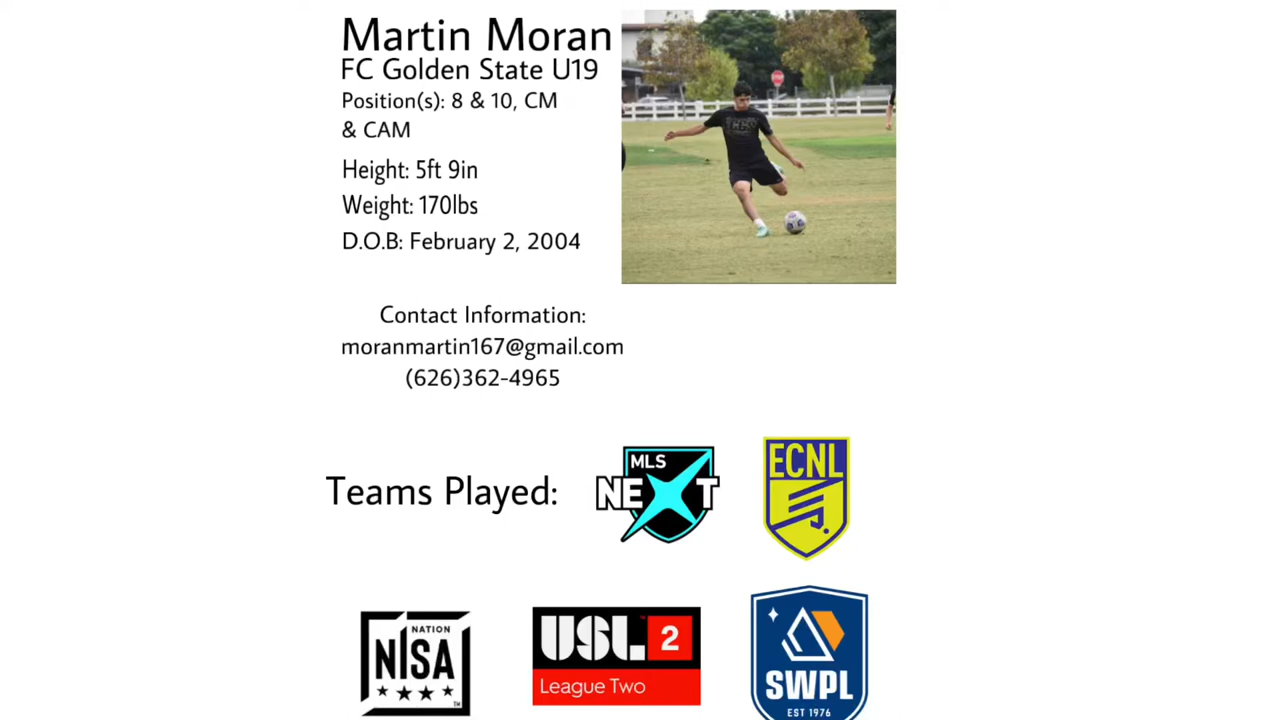 Martin Moran
FC Golden State U19
Position(s): 8 & 10, CM
& CAM
Height: 5ft 9in
Weight: 170lbs
D.O.B: February 2, 2004
Contact Information:
moranmartin167@gmail.com
(626)362-4965
Teams Played:
MLS
NEXT
ECNL
NATION
NISA
TM
USL 2
League Two
SWPL
EST 1976